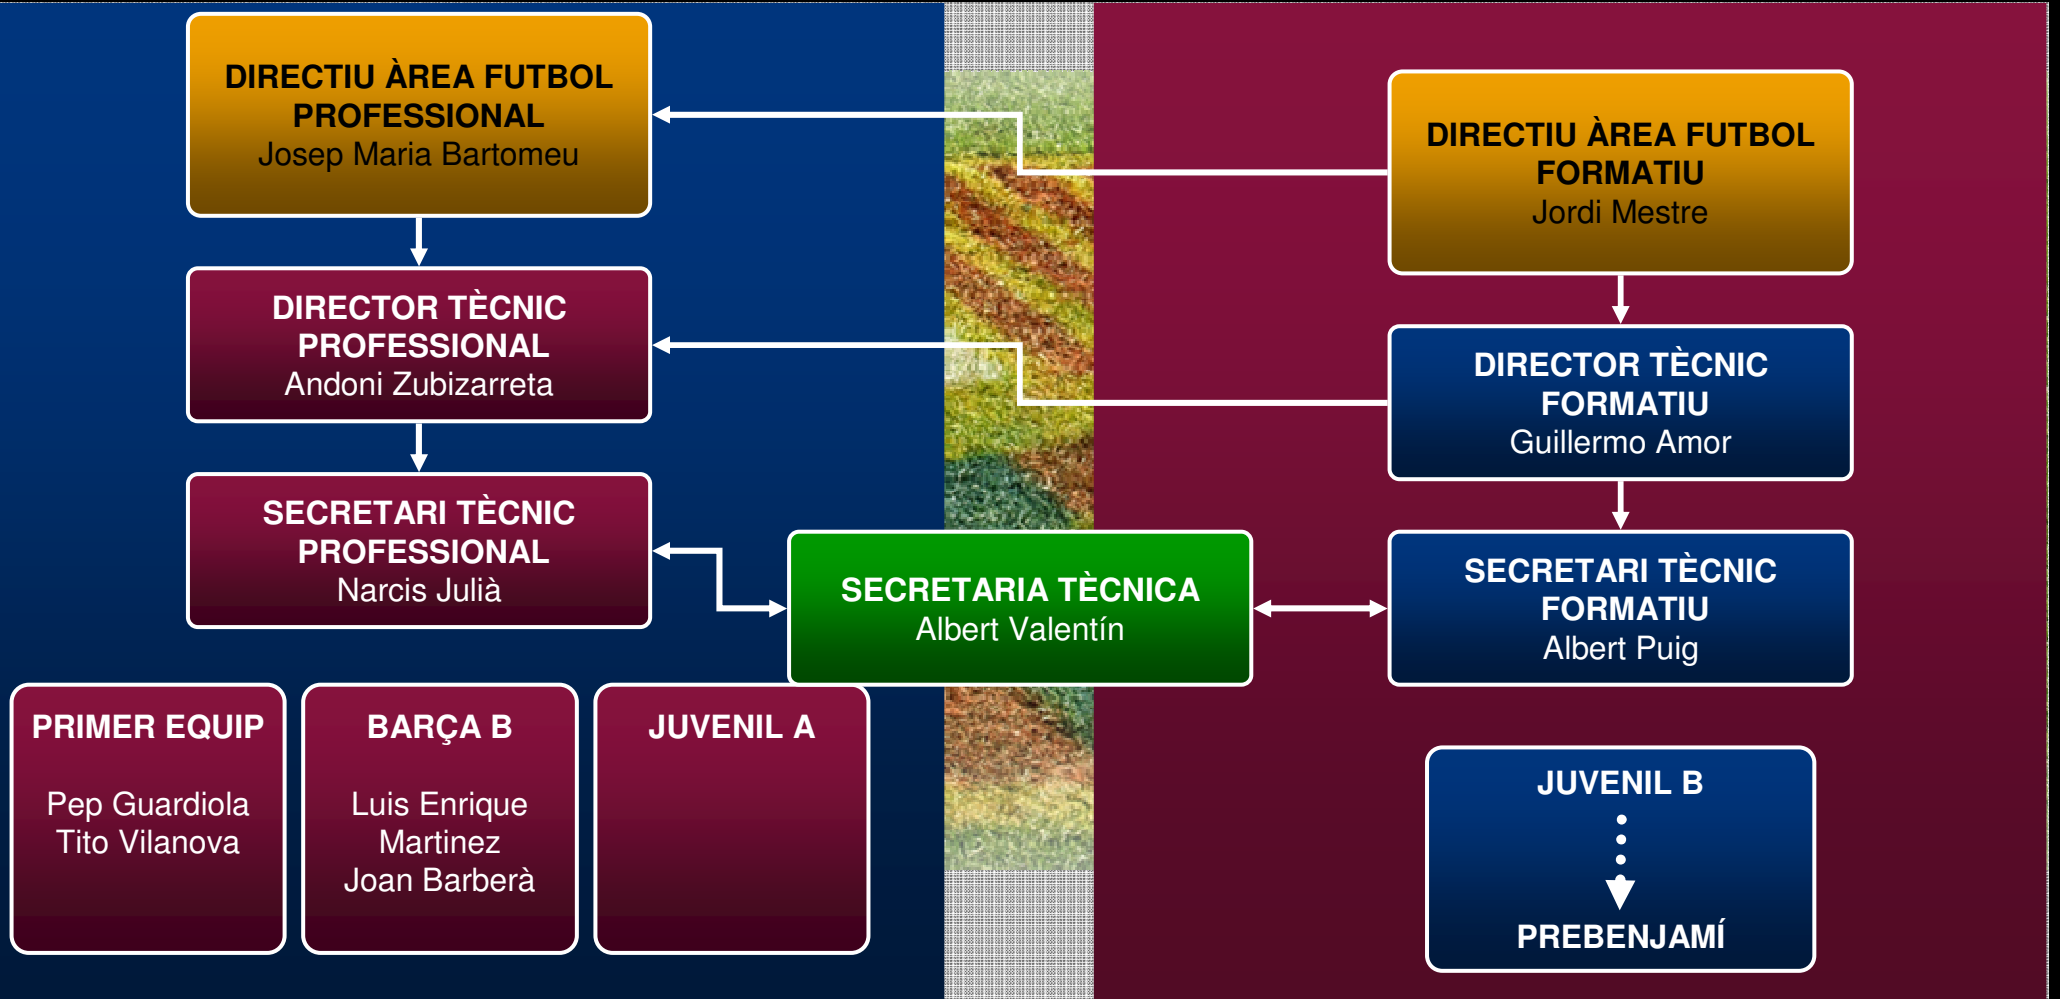 DIRECTIU ÀREA FUTBOL
PROFESSIONAL
Josep Maria Bartomeu
DIRECTOR TÈCNIC
PROFESSIONAL
Andoni Zubizarreta
SECRETARI TÈCNIC
PROFESSIONAL
Narcis Julià
DIRECTIU ÀREA FUTBOL
FORMATIU
Jordi Mestre
DIRECTOR TÈCNIC
FORMATIU
Guillermo Amor
SECRETARI TÈCNIC
FORMATIU
Albert Puig
SECRETARIA TÈCNICA
Albert Valentín
PRIMER EQUIP
Pep Guardiola
Tito Vilanova
BARÇA B
Luis Enrique
Martinez
Joan Barberà
JUVENIL A
JUVENIL B
PREBENJAMÍ